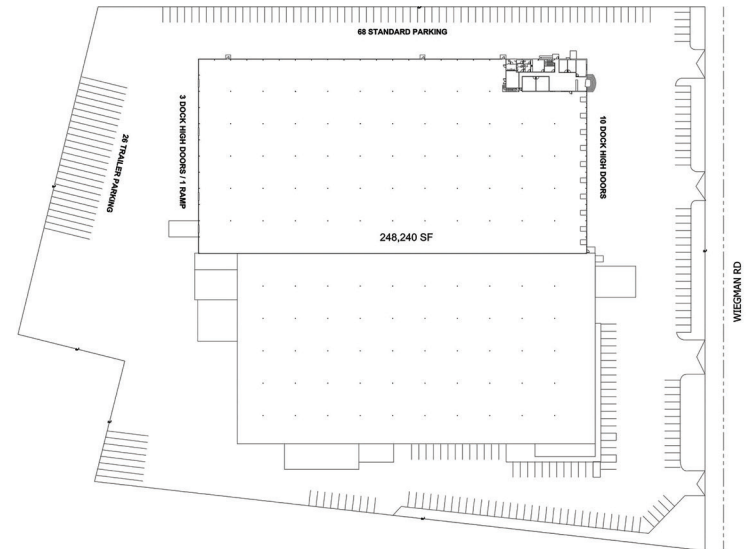 68 STANDARD PARKING
3 DOCK HIGH DOORS / 1 RAMP
26 TRAILER PARKING
10 DOCK HIGH DOORS
248,240 SF
WIEGMAN RD